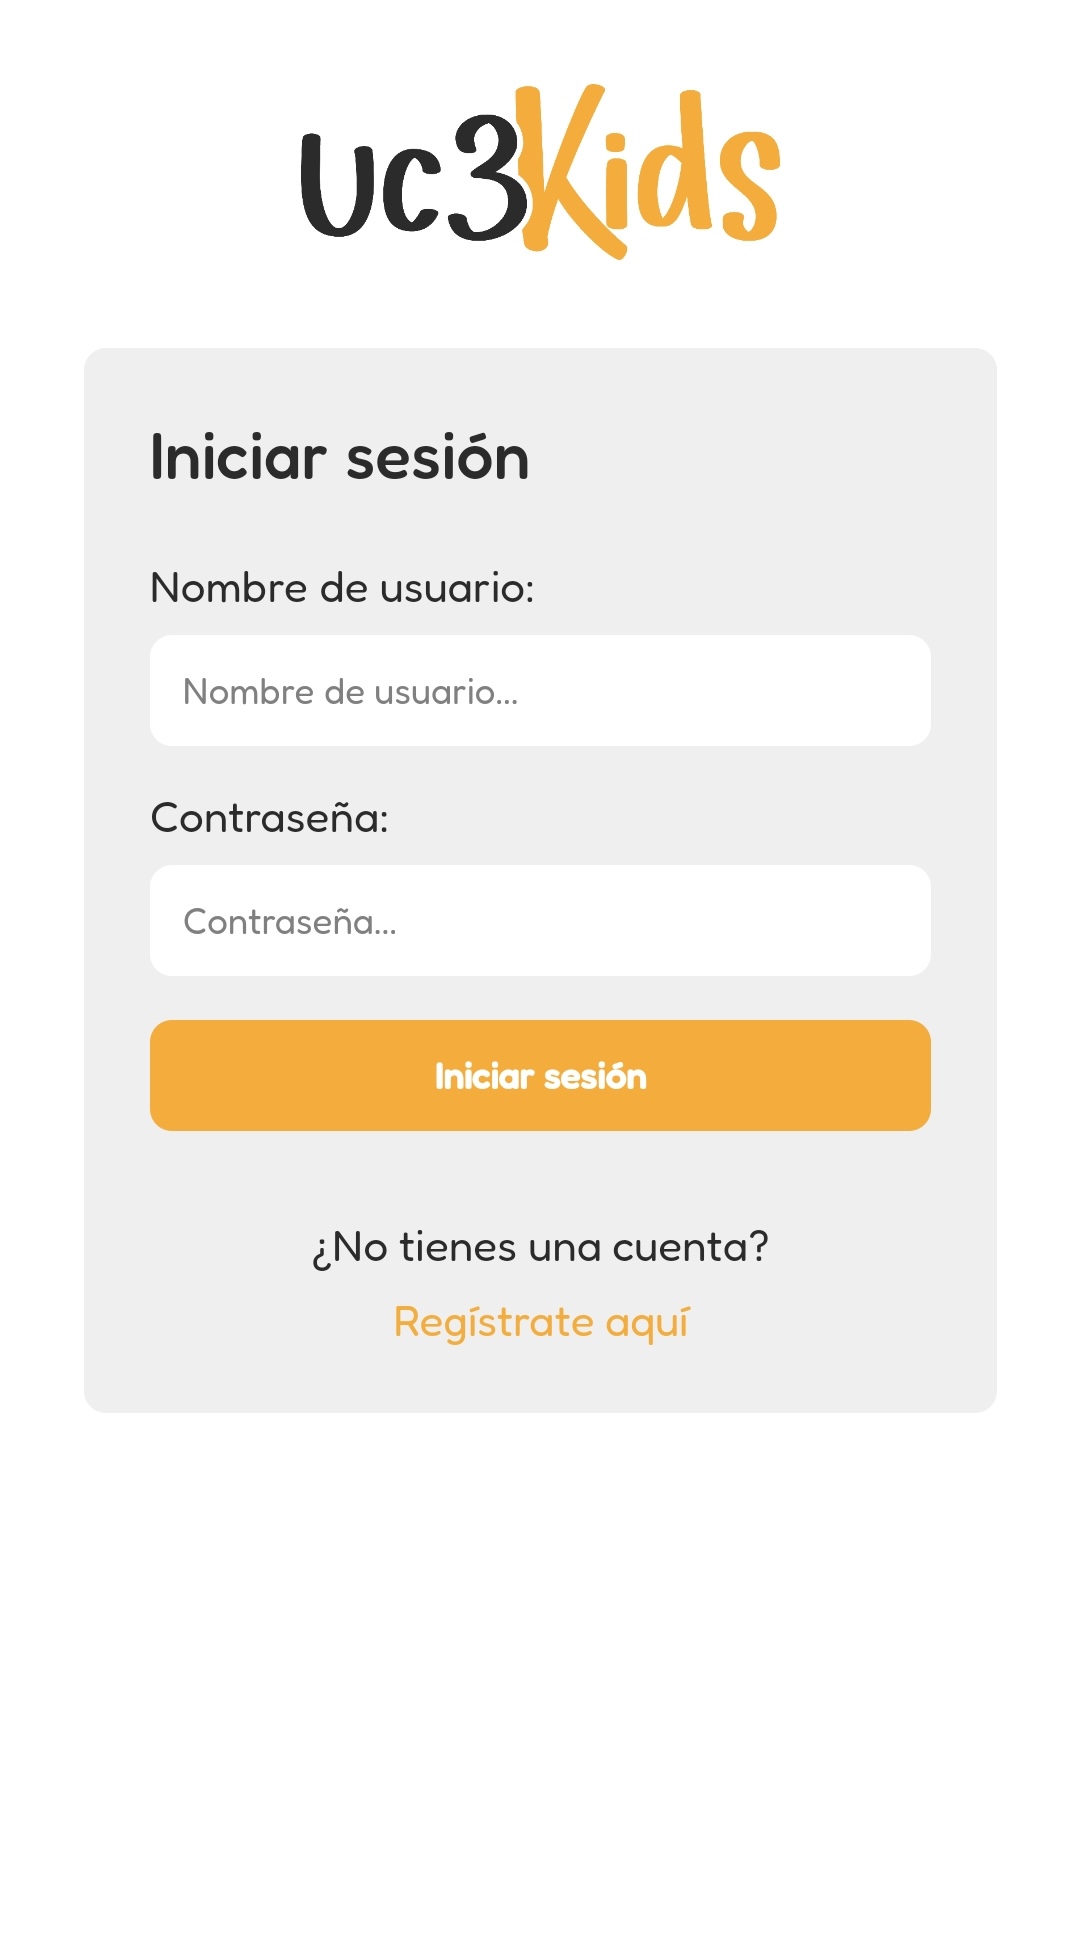 uc3Kids
Iniciar sesión
Nombre de usuario:
Nombre de usuario...
Contraseña:
Contraseña...
Iniciar sesión
¿No tienes una cuenta?
Regístrate aquí